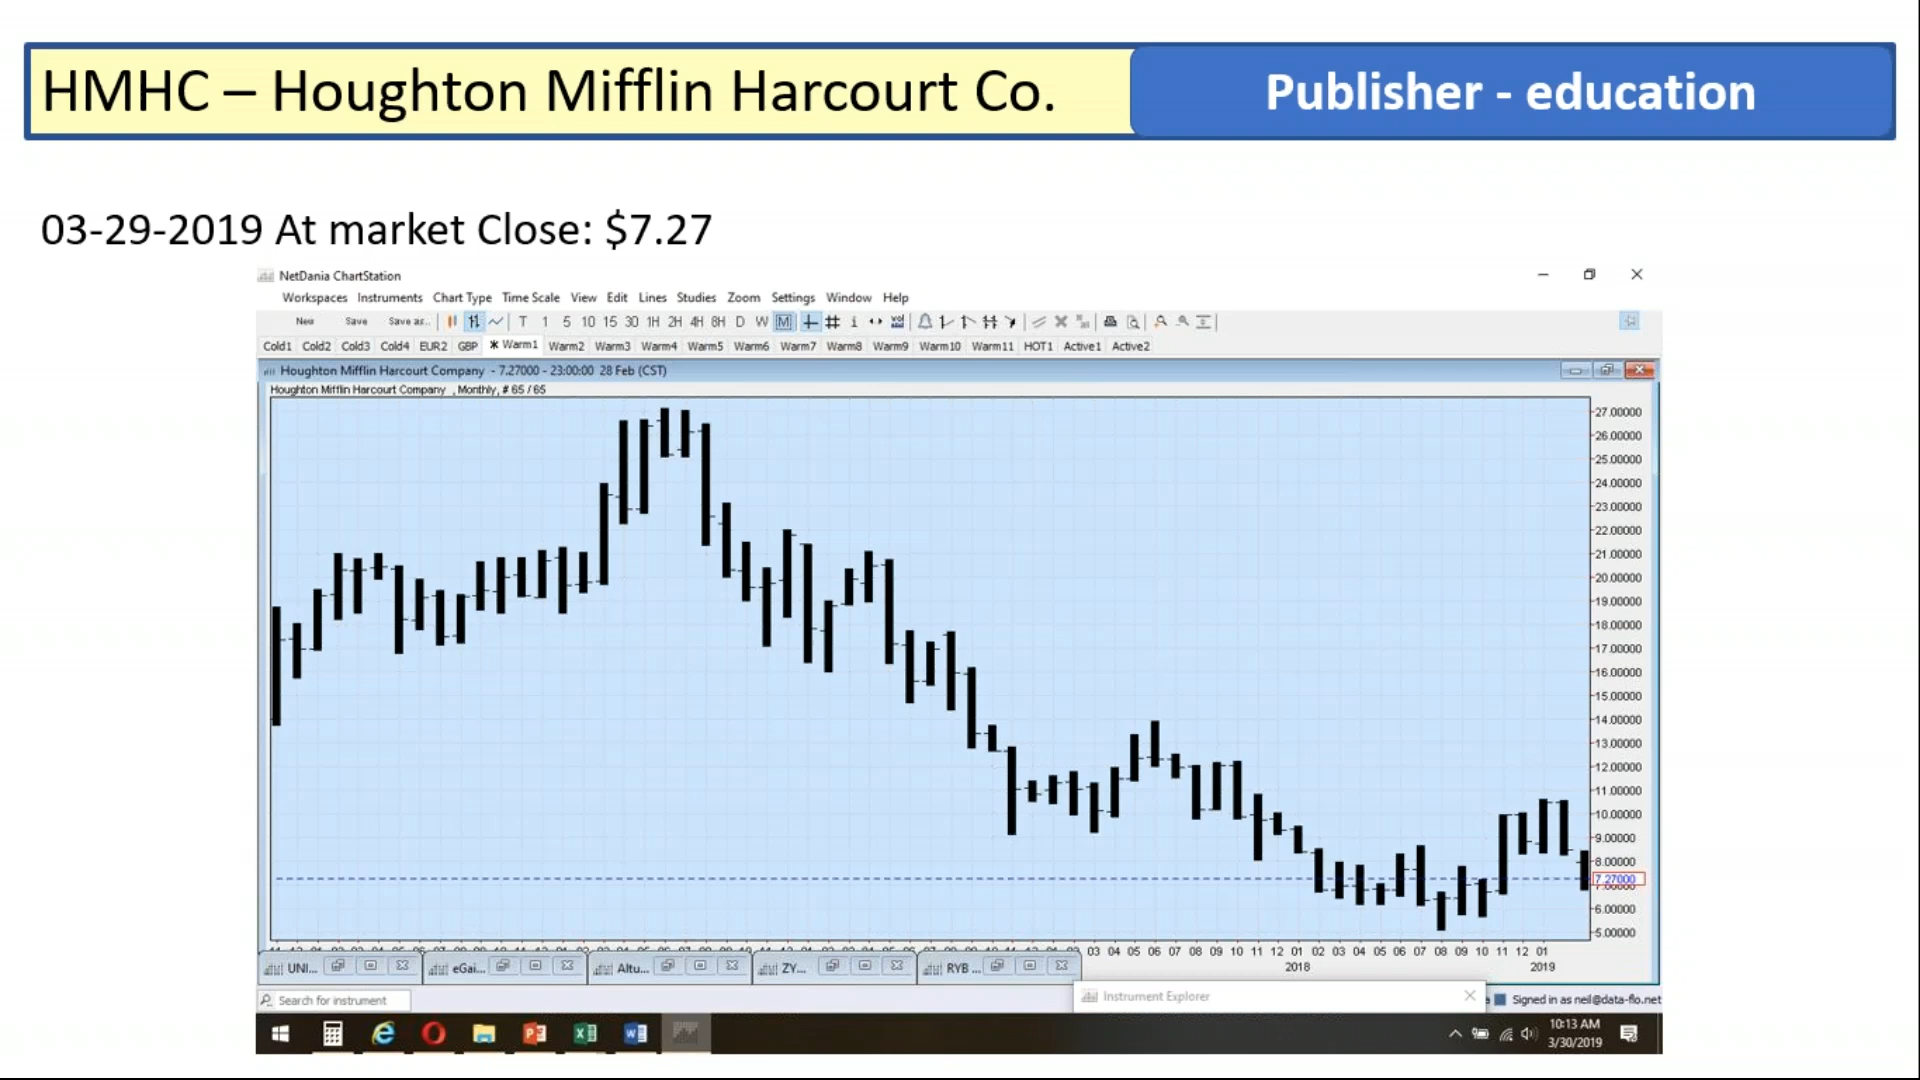 HMHC – Houghton Mifflin Harcourt Co.
Publisher - education
03-29-2019 At market Close: $7.27
NetDania ChartStation
Workspaces Instruments Chart Type Time Scale View Edit Lines Studies Zoom Settings Window Help
New Save Save as.. T 1 5 10 15 30 1H 2H 4H 8H D W M
Cold1 Cold2 Cold3 Cold4 EUR2 GBP * Warm1 Warm2 Warm3 Warm4 Warm5 Warm6 Warm7 Warm8 Warm9 Warm10 Warm11 HOT1 Active1 Active2
Houghton Mifflin Harcourt Company - 7.27000 - 23:00:00 28 Feb (CST)
Houghton Mifflin Harcourt Company , Monthly, # 65 / 65
27.00000
26.00000
25.00000
24.00000
23.00000
22.00000
21.00000
20.00000
19.00000
18.00000
17.00000
16.00000
15.00000
14.00000
13.00000
12.00000
11.00000
10.00000
9.00000
8.00000
7.27000
6.00000
5.00000
03 04 05 06 07 08 09 10 11 12 01 02 03 04 05 06 07 08 09 10 11 12 01
2018 2019
UNI... eGai... Altu... ZY... RYB ...
Search for instrument
Instrument Explorer
Signed in as neil@data-flo.net
10:13 AM
3/30/2019